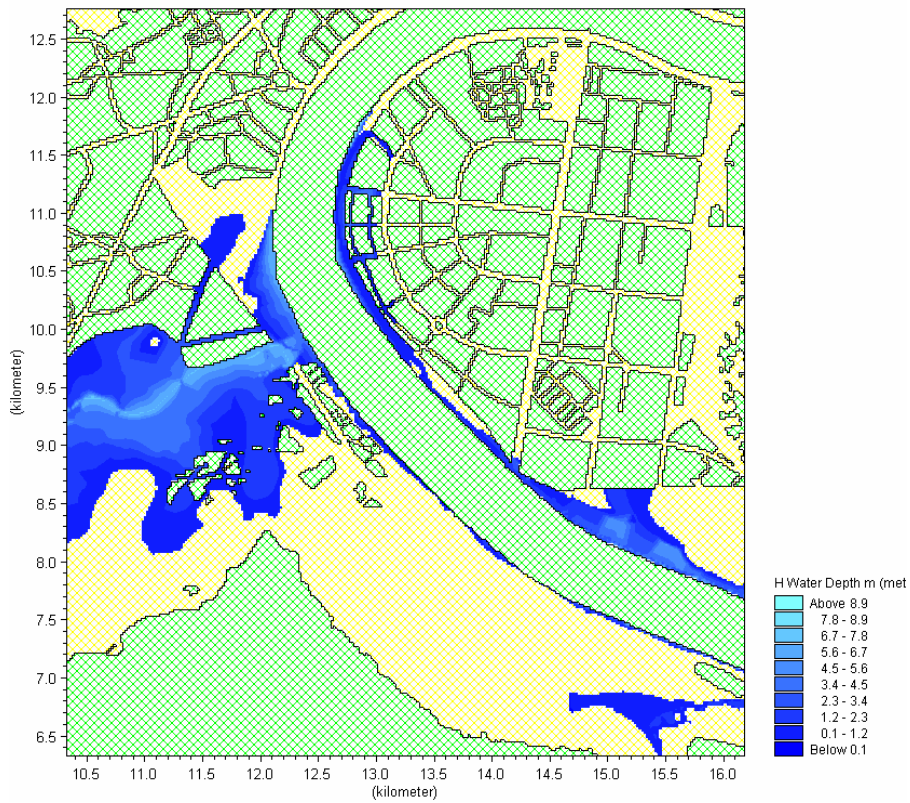 12.5
12.0
11.5
11.0
10.5
10.0
9.5
9.0
8.5
8.0
7.5
7.0
6.5
(kilometer)
10.5 11.0 11.5 12.0 12.5 13.0 13.5 14.0 14.5 15.0 15.5 16.0
(kilometer)
H Water Depth m (met
Above 8.9
7.8 - 8.9
6.7 - 7.8
5.6 - 6.7
4.5 - 5.6
3.4 - 4.5
2.3 - 3.4
1.2 - 2.3
0.1 - 1.2
Below 0.1